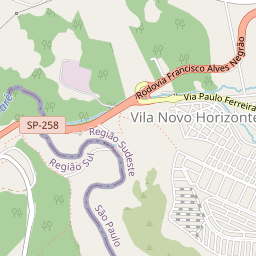 Rodovia Francisco Alves Negrão
Via Paulo Ferreira
Vila Novo Horizonte
SP-258
Região Sudeste
Região Sul
São Paulo